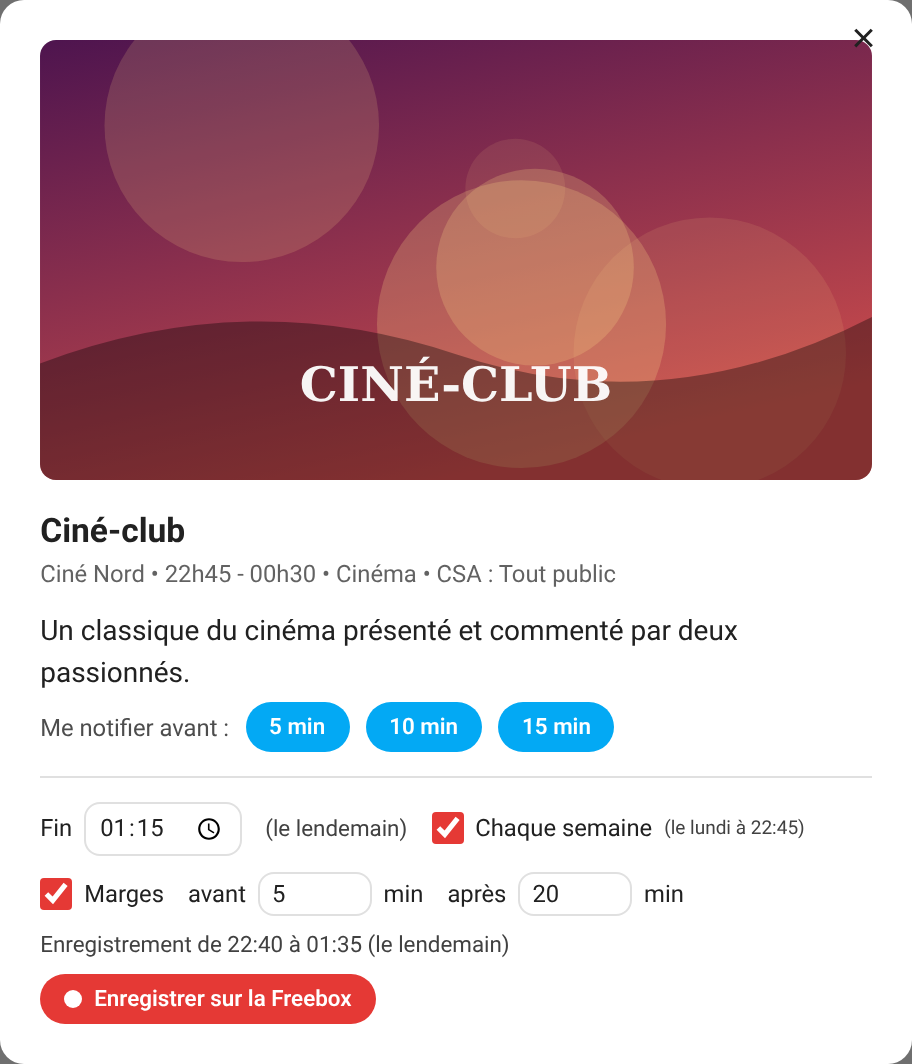 CINÉ-CLUB
Ciné-club
Ciné Nord • 22h45 - 00h30 • Cinéma • CSA : Tout public
Un classique du cinéma présenté et commenté par deux
passionnés.
Me notifier avant : 5 min 10 min 15 min
Fin 01:15 (le lendemain) Chaque semaine (le lundi à 22:45)
Marges avant 5 min après 20 min
Enregistrement de 22:40 à 01:35 (le lendemain)
Enregistrer sur la Freebox